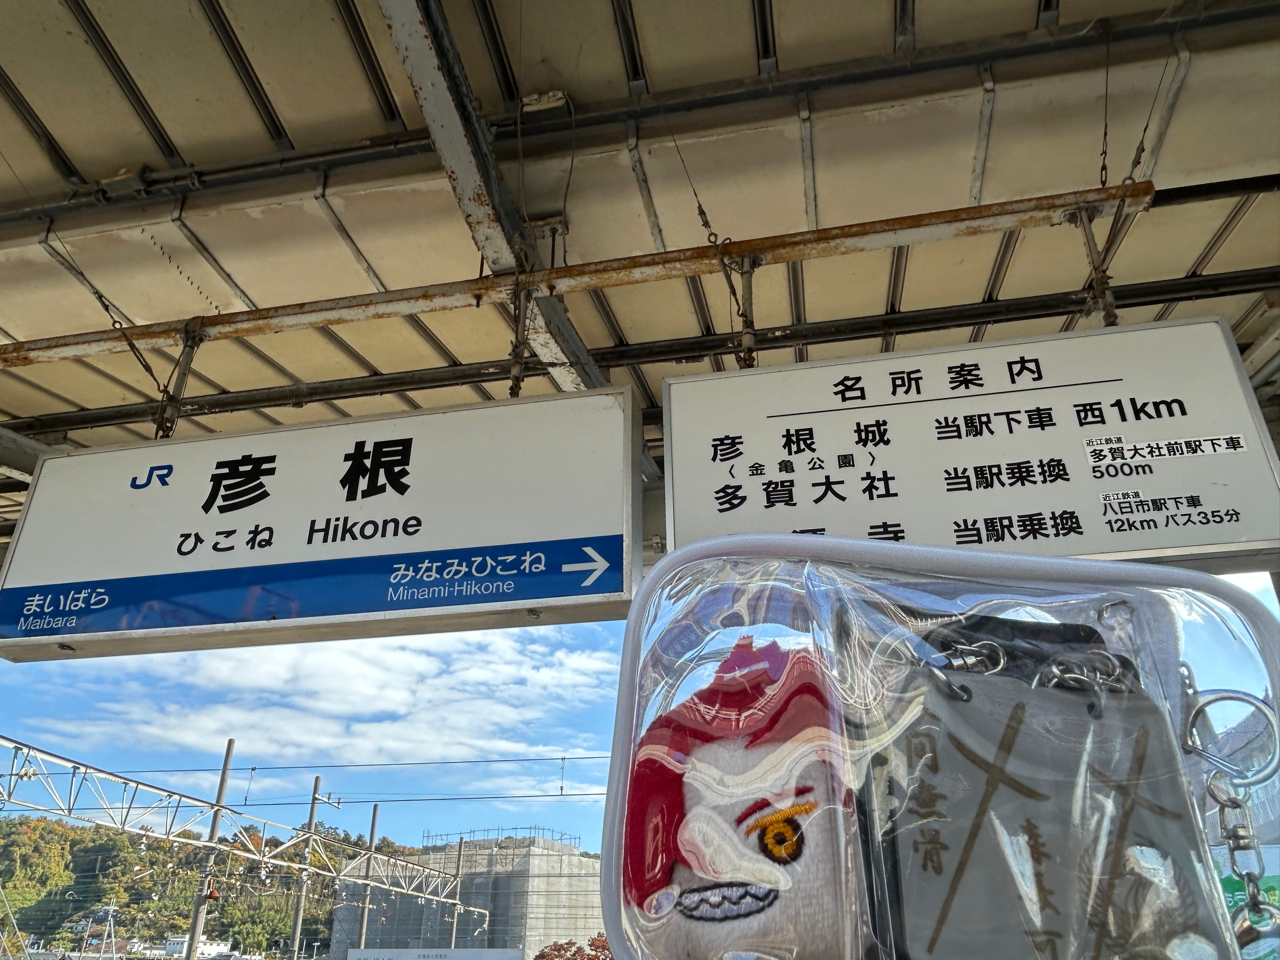 JR 彦根
ひこね Hikone
まいばら
Maibara
みなみひこね →
Minami-Hikone
名所案内
彦根城 当駅下車 西1km
〈金亀公園〉
多賀大社 当駅乗換 近江鉄道 多賀大社前駅下車 500m
寺 当駅乗換 近江鉄道 八日市駅下車 12km バス35分
無骨